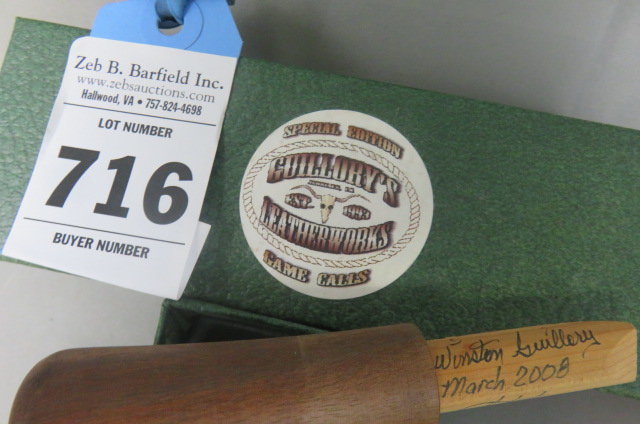 Zeb B. Barfield Inc.
www.zebsauctions.com
Hallwood, VA • 757-824-4698
LOT NUMBER
716
BUYER NUMBER
SPECIAL EDITION
GUILLORY'S
EST.
LEATHERWORKS
GAME CALLS
Winston Guillory
March 2008